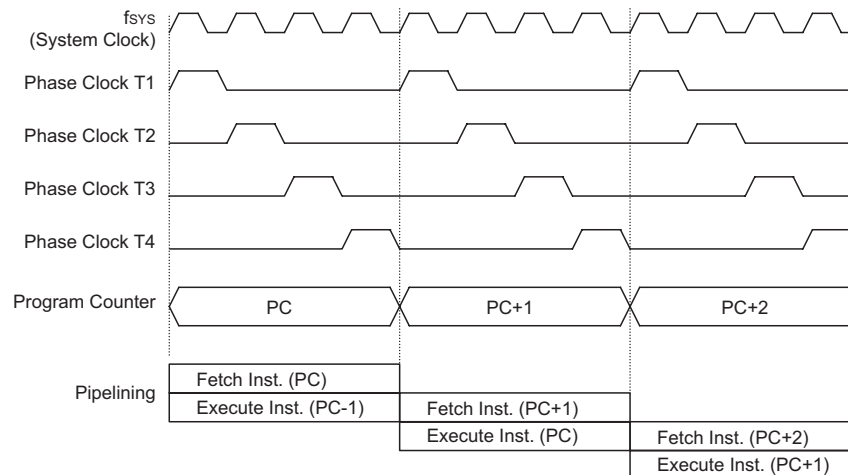 fSYS
(System Clock)
Phase Clock T1
Phase Clock T2
Phase Clock T3
Phase Clock T4
Program Counter
PC
PC+1
PC+2
Pipelining
Fetch Inst. (PC)
Execute Inst. (PC-1)
Fetch Inst. (PC+1)
Execute Inst. (PC)
Fetch Inst. (PC+2)
Execute Inst. (PC+1)